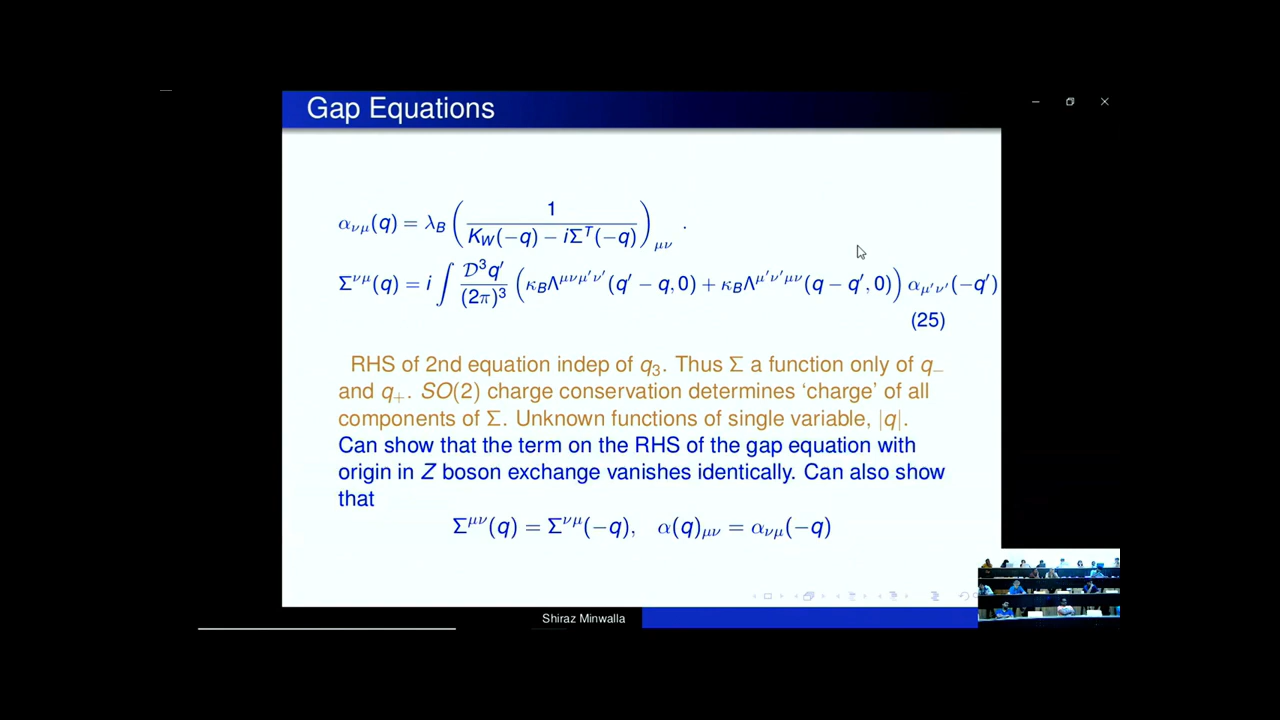 Gap Equations
α_{νμ}(q) = λ_B ( 1 / (K_W(−q) − iΣ^T(−q)) )_{μν} .
Σ^{νμ}(q) = i ∫ 𝒟³q′/(2π)³ ( κ_BΛ^{μνμ′ν′}(q′ − q, 0) + κ_BΛ^{μ′ν′μν}(q − q′, 0) ) α_{μ′ν′}(−q′)
(25)
RHS of 2nd equation indep of q₃. Thus Σ a function only of q₋
and q₊. SO(2) charge conservation determines ‘charge’ of all
components of Σ. Unknown functions of single variable, |q|.
Can show that the term on the RHS of the gap equation with
origin in Z boson exchange vanishes identically. Can also show
that
Σ^{μν}(q) = Σ^{νμ}(−q), α(q)_{μν} = α_{νμ}(−q)
Shiraz Minwalla